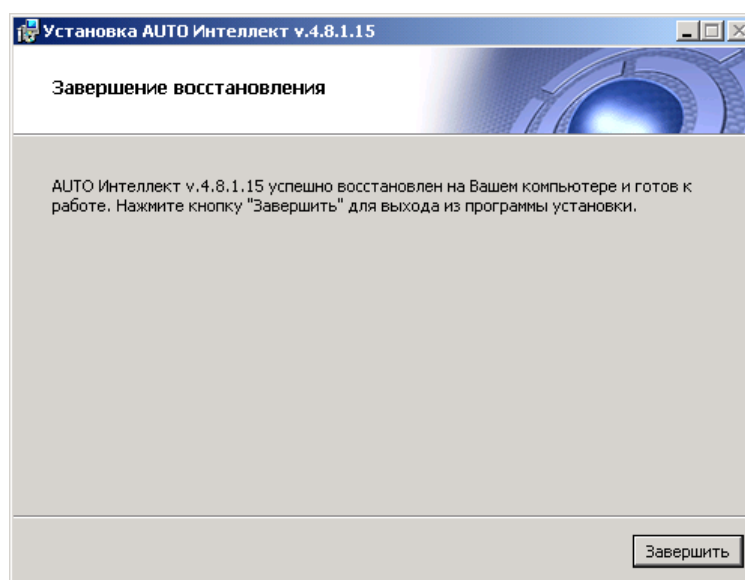 Установка AUTO Интеллект v.4.8.1.15
Завершение восстановления
AUTO Интеллект v.4.8.1.15 успешно восстановлен на Вашем компьютере и готов к
работе. Нажмите кнопку "Завершить" для выхода из программы установки.
Завершить